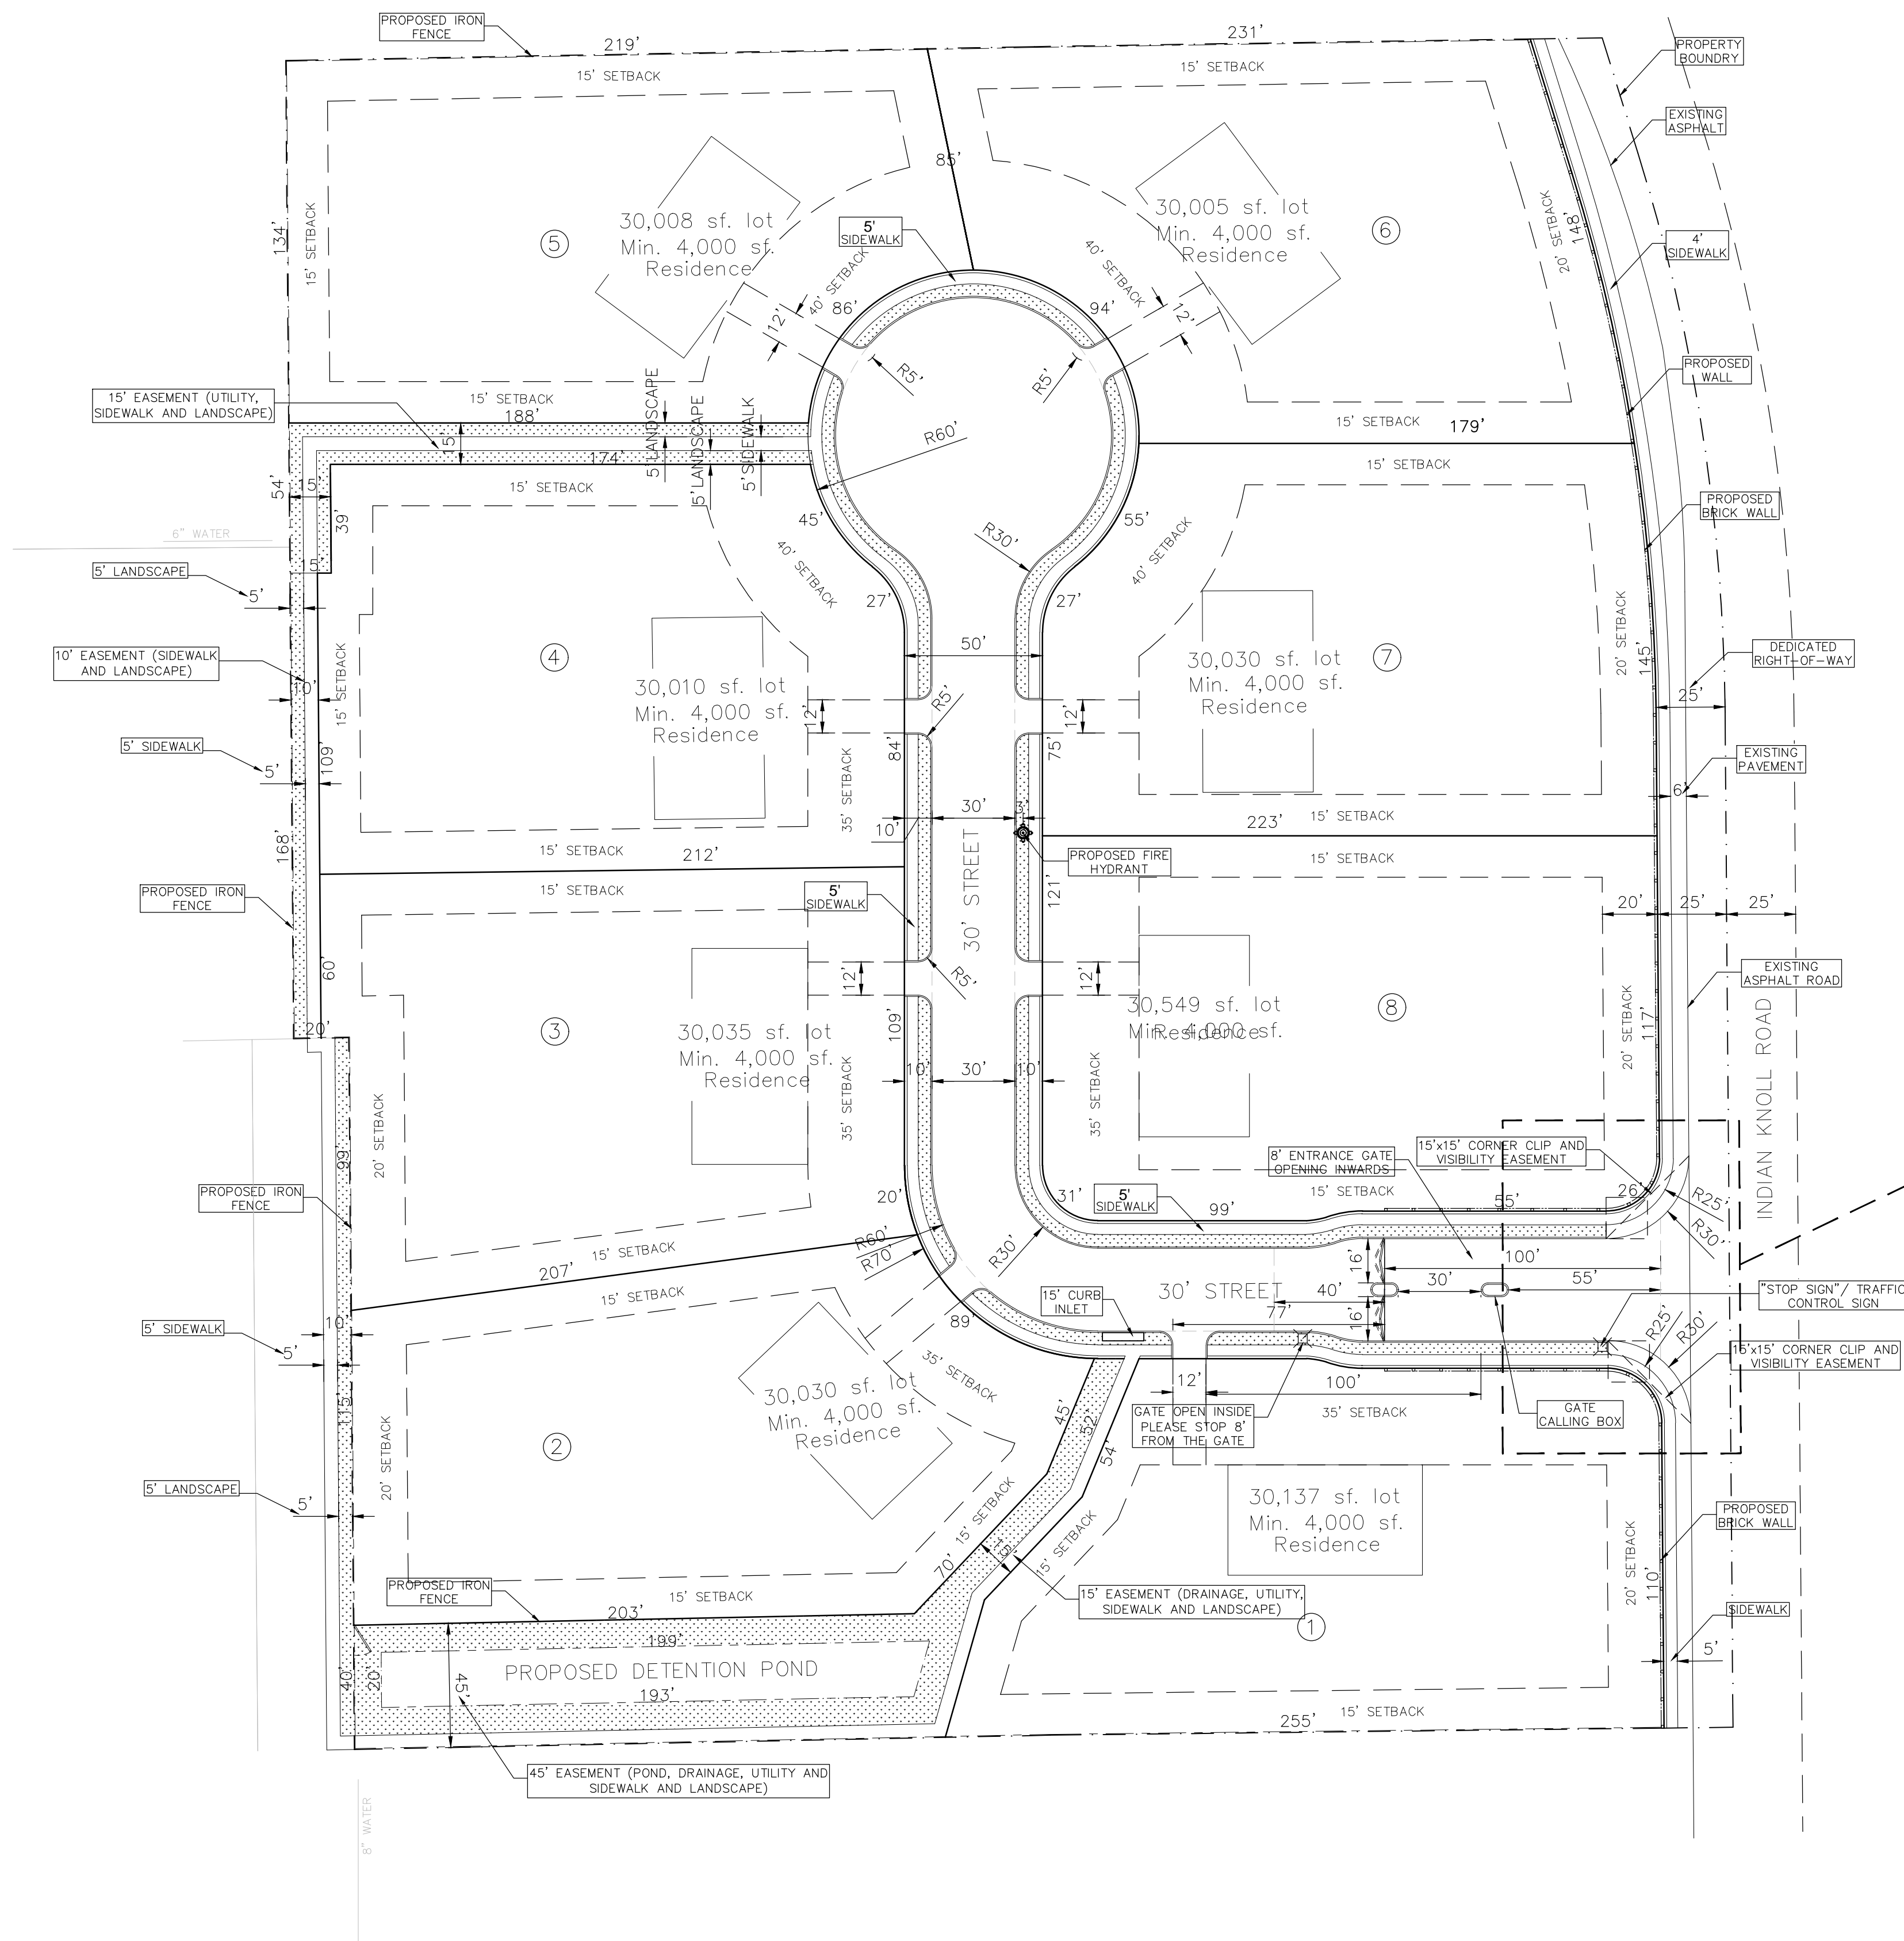 PROPOSED IRON
FENCE
219'
231'
PROPERTY
BOUNDRY
15' SETBACK
15' SETBACK
EXISTING
ASPHALT
85'
134'
15' SETBACK
30,008 sf. lot
Min. 4,000 sf.
Residence
5
5'
SIDEWALK
30,005 sf. lot
Min. 4,000 sf.
Residence
6
20' SETBACK
148'
4'
SIDEWALK
40' SETBACK
40' SETBACK
86'
94'
12'
12'
R5'
R5'
PROPOSED
WALL
15' EASEMENT (UTILITY,
SIDEWALK AND LANDSCAPE)
15' SETBACK
188'
5' LANDSCAPE
5' LANDSCAPE
5' SIDEWALK
15'
174'
R60'
15' SETBACK
179'
15' SETBACK
15' SETBACK
54'
15'
39'
45'
55'
PROPOSED
BRICK WALL
6" WATER
15'
R30'
40' SETBACK
40' SETBACK
5' LANDSCAPE
5'
27'
27'
10' EASEMENT (SIDEWALK
AND LANDSCAPE)
10'
15' SETBACK
4
50'
7
20' SETBACK
145'
DEDICATED
RIGHT-OF-WAY
30,010 sf. lot
Min. 4,000 sf.
Residence
30,030 sf. lot
Min. 4,000 sf.
Residence
25'
12'
R5'
12'
5' SIDEWALK
5'
109'
84'
75'
EXISTING
PAVEMENT
6'
35' SETBACK
10'
30'
3'
168'
15' SETBACK
212'
223'
15' SETBACK
PROPOSED FIRE
HYDRANT
15' SETBACK
15' SETBACK
PROPOSED IRON
FENCE
5'
SIDEWALK
30' STREET
121'
20'
25'
25'
60'
12'
R5'
12'
EXISTING
ASPHALT ROAD
20'
3
30,035 sf. lot
Min. 4,000 sf.
Residence
109'
30,549 sf. lot
Min. 4,000 sf.
Residence
8
20' SETBACK
117'
INDIAN KNOLL ROAD
10'
30'
10'
99'
20' SETBACK
35' SETBACK
35' SETBACK
8' ENTRANCE GATE
OPENING INWARDS
15'x15' CORNER CLIP AND
VISIBILITY EASEMENT
PROPOSED IRON
FENCE
20'
31'
5'
SIDEWALK
99'
15' SETBACK
55'
26'
R25'
R30'
15' SETBACK
R60'
R70'
R30'
207'
15' SETBACK
16'
100'
30'
55'
15' CURB
INLET
30' STREET
40'
77'
16'
"STOP SIGN"/ TRAFFIC
CONTROL SIGN
10'
5' SIDEWALK
5'
89'
R25'
R30'
15'x15' CORNER CLIP AND
VISIBILITY EASEMENT
35' SETBACK
12'
100'
115'
20' SETBACK
30,030 sf. lot
Min. 4,000 sf.
Residence
2
45'
52'
54'
GATE OPEN INSIDE
PLEASE STOP 8'
FROM THE GATE
35' SETBACK
GATE
CALLING BOX
5' LANDSCAPE
5'
15' SETBACK
15'
15' SETBACK
30,137 sf. lot
Min. 4,000 sf.
Residence
20' SETBACK
PROPOSED
BRICK WALL
110'
PROPOSED IRON
FENCE
15' SETBACK
70'
203'
15' EASEMENT (DRAINAGE, UTILITY,
SIDEWALK AND LANDSCAPE)
1
SIDEWALK
5'
199'
40'
20'
45'
PROPOSED DETENTION POND
193'
255'
15' SETBACK
45' EASEMENT (POND, DRAINAGE, UTILITY AND
SIDEWALK AND LANDSCAPE)
8" WATER